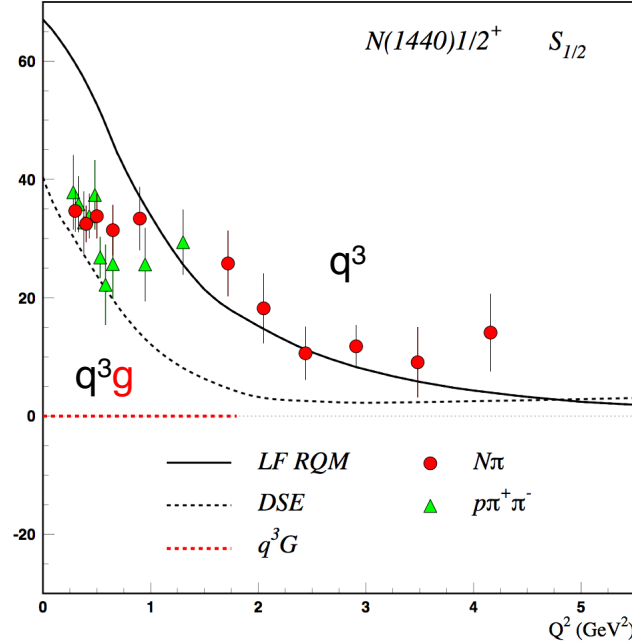 60
N(1440)1/2⁺ S₁/₂
40
q³
20
q³g
0
LF RQM
Nπ
DSE
pπ⁺π⁻
q³G
-20
0 1 2 3 4 5
Q² (GeV²)